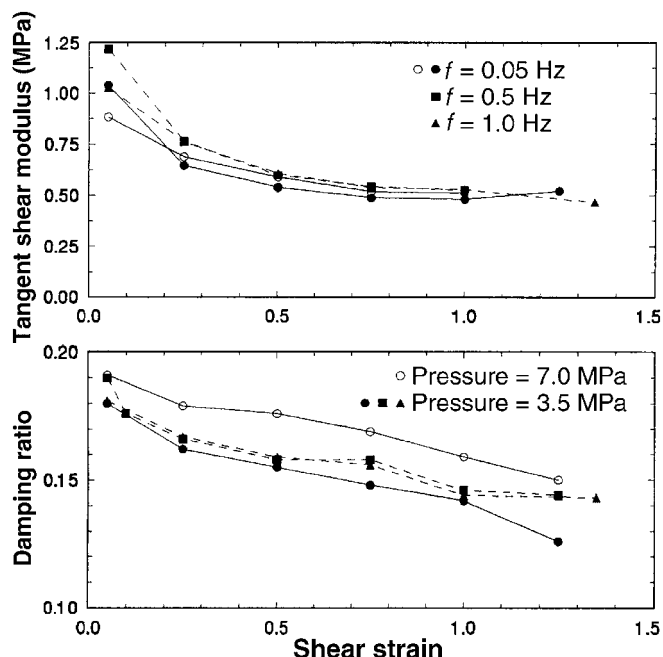 Tangent shear modulus (MPa)
1.25
1.00
0.75
0.50
0.25
0.00
○ ● f = 0.05 Hz
■ f = 0.5 Hz
▲ f = 1.0 Hz
0.0
0.5
1.0
1.5
Damping ratio
0.20
0.15
0.10
○ Pressure = 7.0 MPa
● ■ ▲ Pressure = 3.5 MPa
0.0
0.5
1.0
1.5
Shear strain